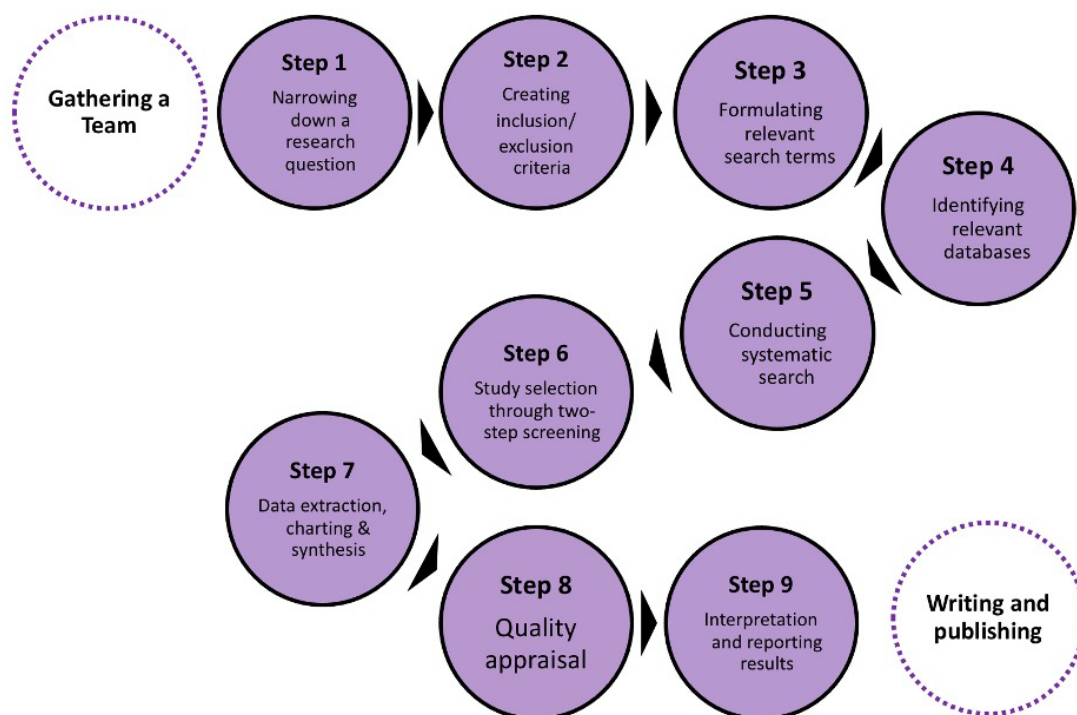 Gathering a
Team
Step 1
Narrowing
down a
research
question
Step 2
Creating
inclusion/
exclusion
criteria
Step 3
Formulating
relevant
search terms
Step 4
Identifying
relevant
databases
Step 5
Conducting
systematic
search
Step 6
Study selection
through two-
step screening
Step 7
Data extraction,
charting &
synthesis
Step 8
Quality
appraisal
Step 9
Interpretation
and reporting
results
Writing and
publishing